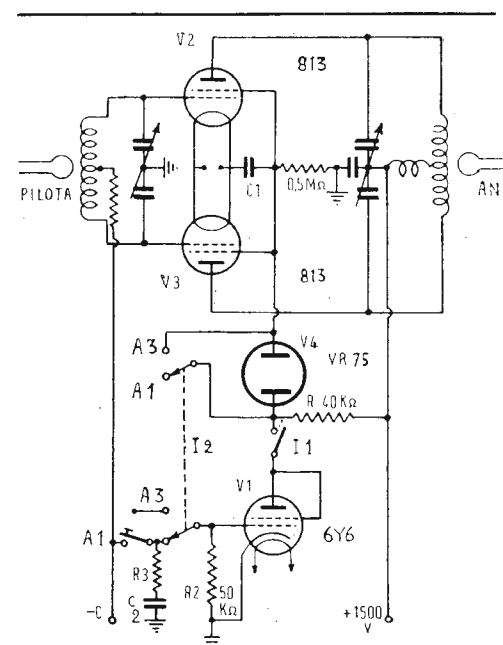 V2
813
C1
0,5MΩ
PILOTA
AN
V3
813
A3
V4
VR 75
A1
R 40KΩ
I2
I1
A3
V1
6Y6
A1
R3
R2
50
KΩ
C
2
-C
+1500
V